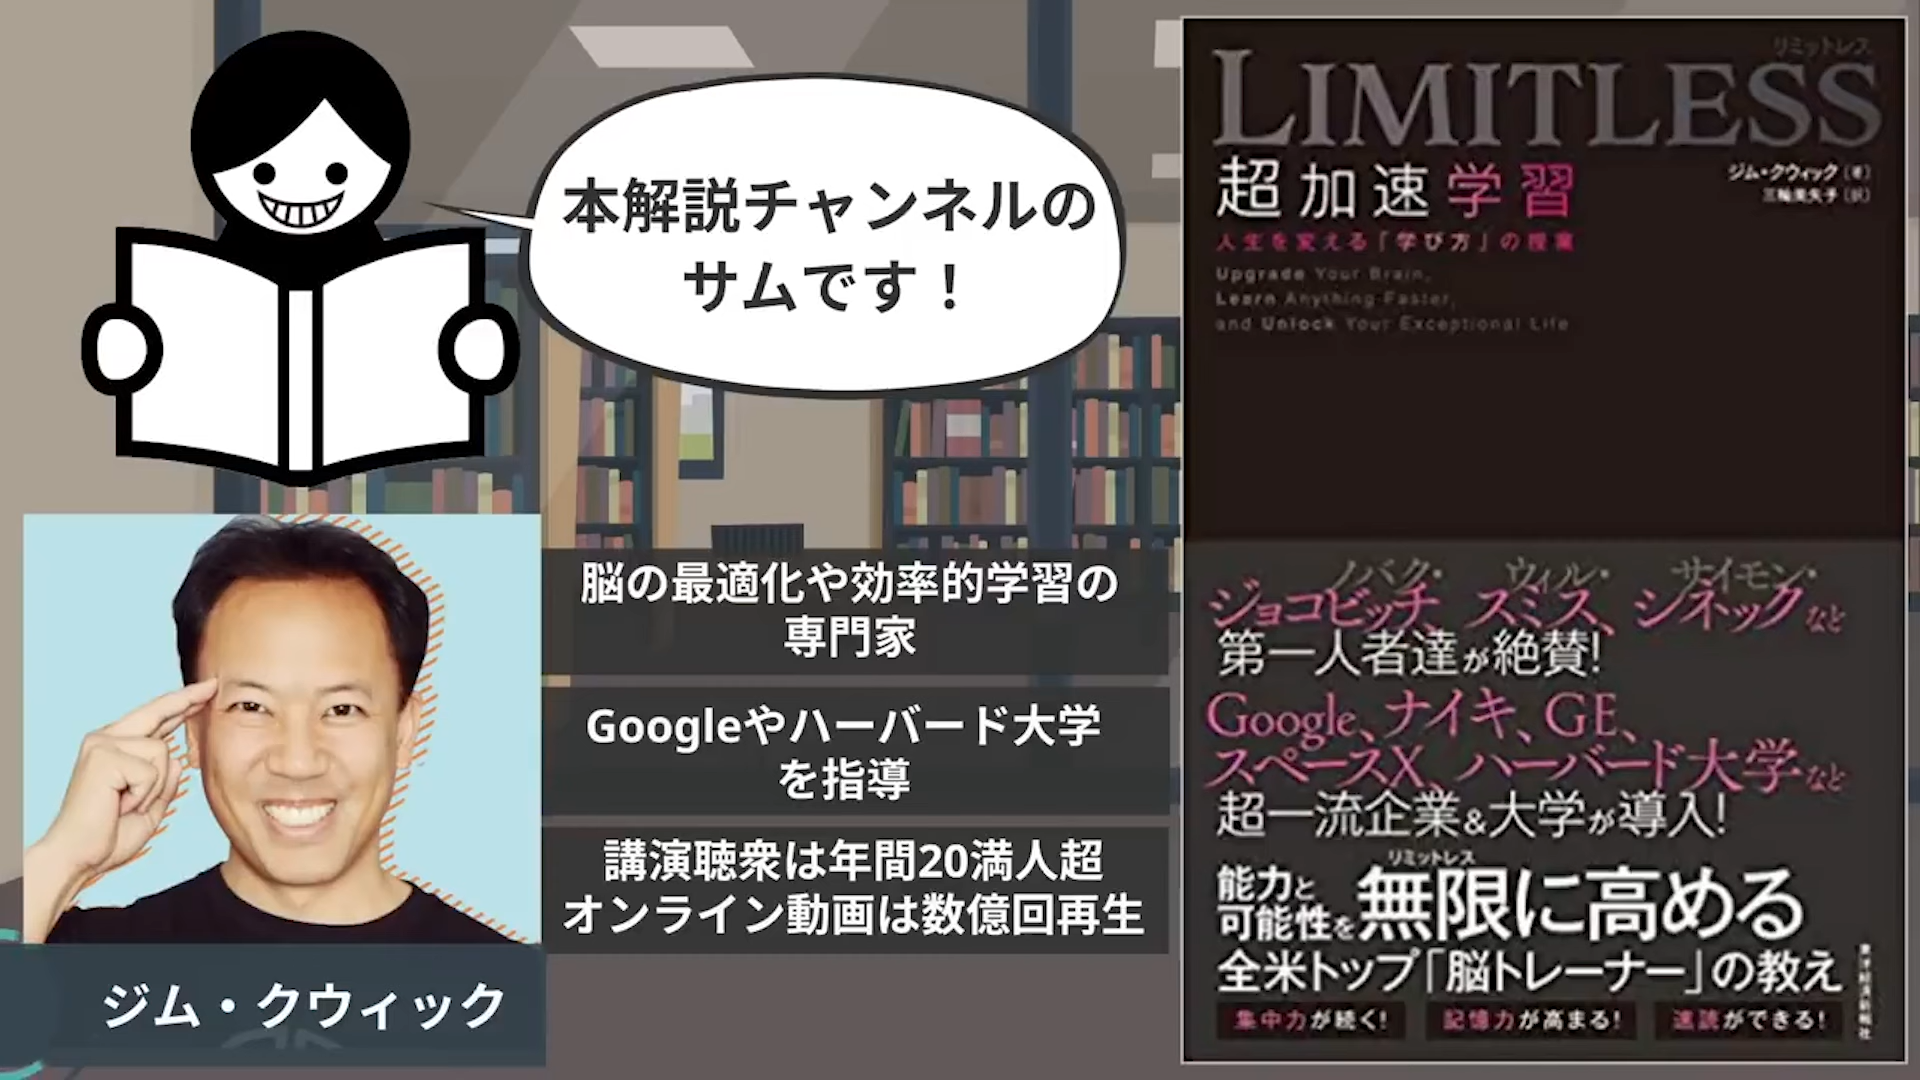 本解説チャンネルの
サムです！
脳の最適化や効率的学習の
専門家
Googleやハーバード大学
を指導
講演聴衆は年間20満人超
オンライン動画は数億回再生
ジム・クウィック
リミットレス
LIMITLESS
超加速学習
ジム・クウィック（著）
三輪美矢子（訳）
人生を変える「学び方」の授業
Upgrade Your Brain,
Learn Anything Faster,
and Unlock Your Exceptional Life
ノバク・ ウィル・ サイモン・
ジョコビッチ、スミス、シネックなど
第一人者達が絶賛！
Google、ナイキ、GE、
スペースX、ハーバード大学など
超一流企業&大学が導入！
リミットレス
能力と
可能性を無限に高める
全米トップ「脳トレーナー」の教え
集中力が続く！ 記憶力が高まる！ 速読ができる！
東洋経済新報社